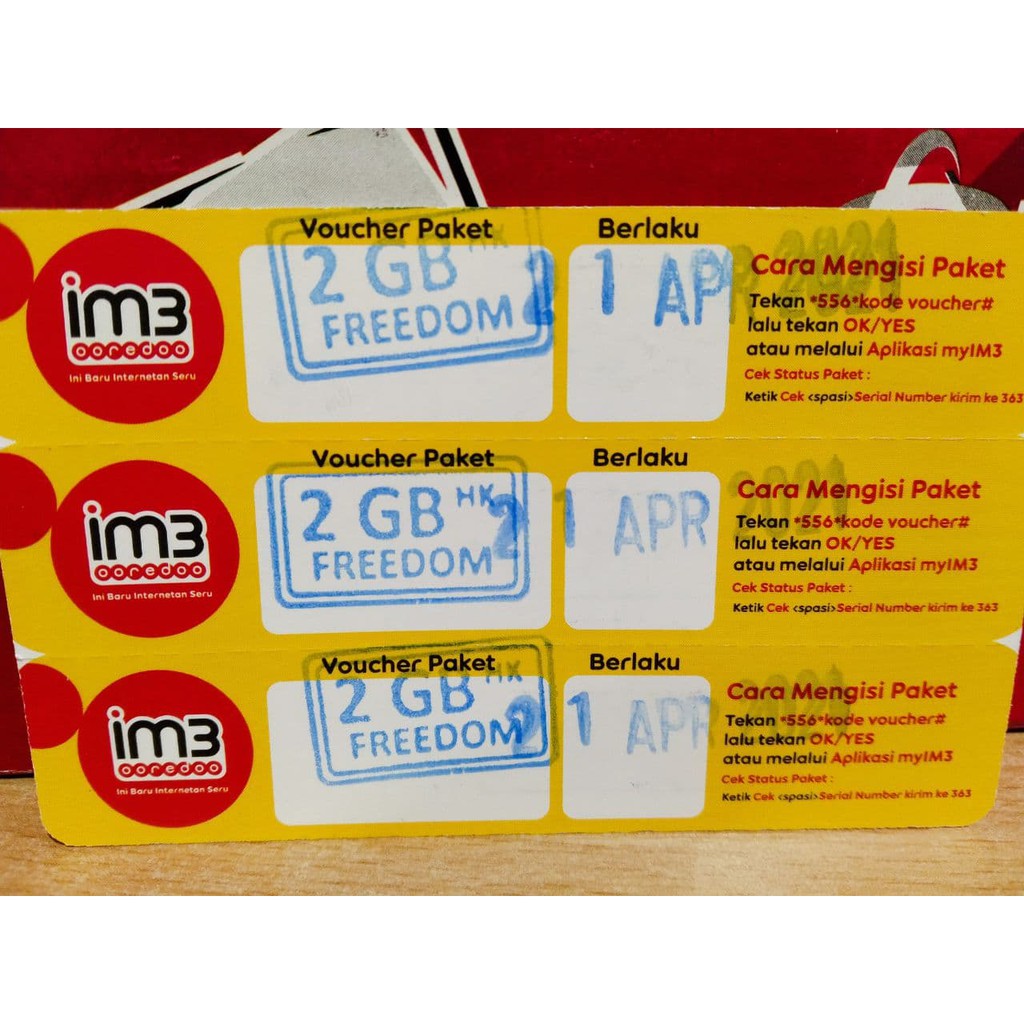 im3
ooredoo
Ini Baru Internetan Seru
Voucher Paket
2 GB HK
FREEDOM
Berlaku
21 APR 2021
Cara Mengisi Paket
Tekan *556*kode voucher#
lalu tekan OK/YES
atau melalui Aplikasi myIM3
Cek Status Paket :
Ketik Cek <spasi>Serial Number kirim ke 363
im3
ooredoo
Ini Baru Internetan Seru
Voucher Paket
2 GB HK
FREEDOM
Berlaku
21 APR 2021
Cara Mengisi Paket
Tekan *556*kode voucher#
lalu tekan OK/YES
atau melalui Aplikasi myIM3
Cek Status Paket :
Ketik Cek <spasi>Serial Number kirim ke 363
im3
ooredoo
Ini Baru Internetan Seru
Voucher Paket
2 GB HK
FREEDOM
Berlaku
21 APR 2021
Cara Mengisi Paket
Tekan *556*kode voucher#
lalu tekan OK/YES
atau melalui Aplikasi myIM3
Cek Status Paket :
Ketik Cek <spasi>Serial Number kirim ke 363